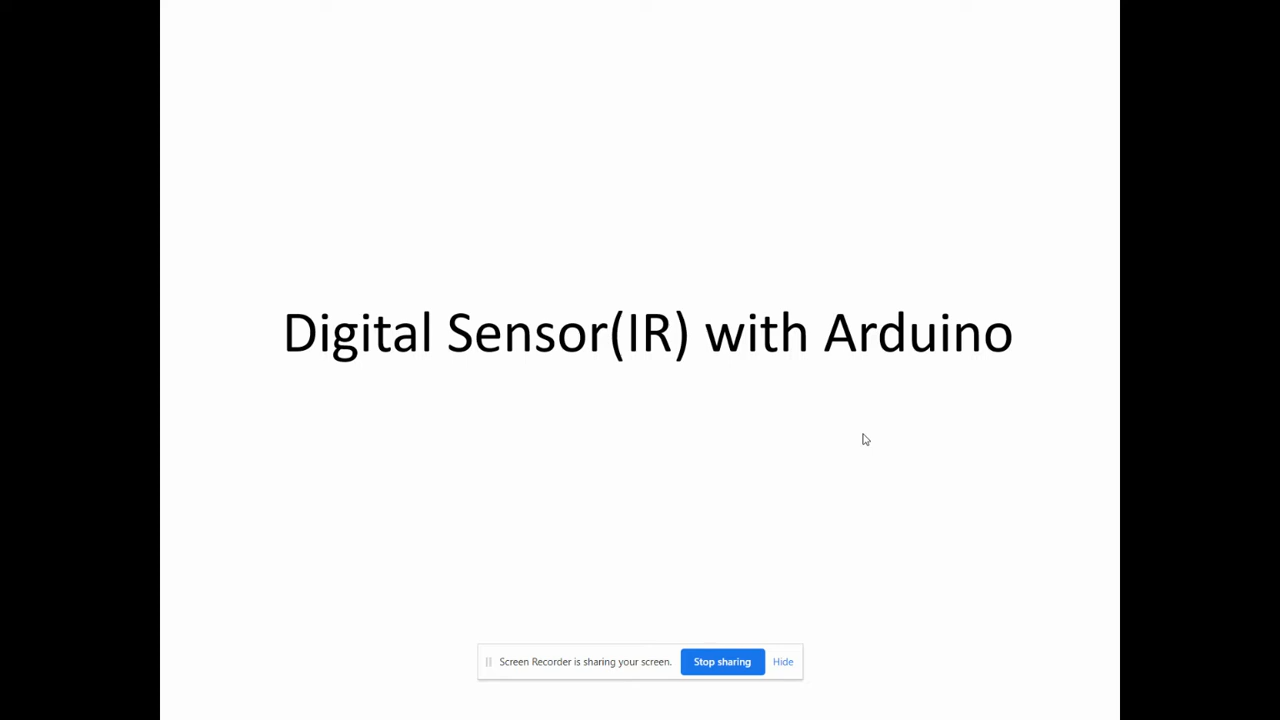 Digital Sensor(IR) with Arduino
Screen Recorder is sharing your screen. Stop sharing Hide